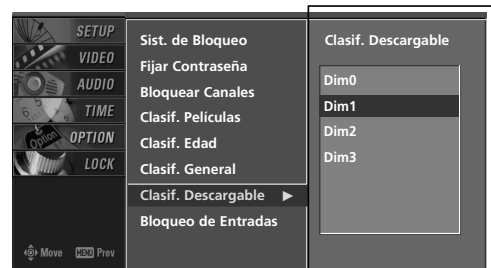 SETUP
VIDEO
AUDIO
TIME
OPTION
Option
LOCK
Move MENU Prev
Sist. de Bloqueo
Fijar Contraseña
Bloquear Canales
Clasif. Películas
Clasif. Edad
Clasif. General
Clasif. Descargable ►
Bloqueo de Entradas
Clasif. Descargable
Dim0
Dim1
Dim2
Dim3